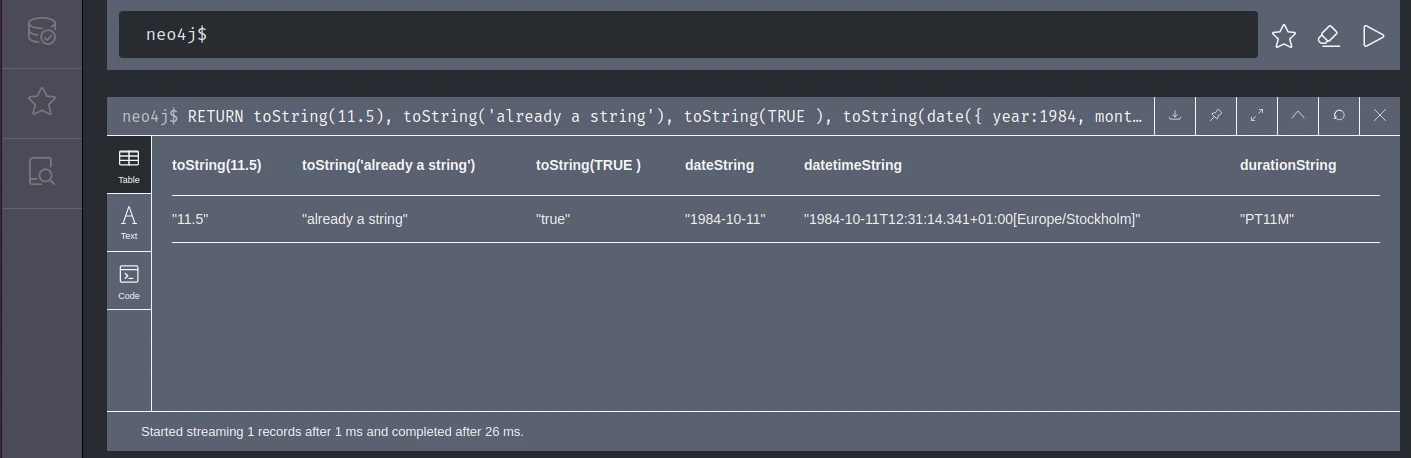 neo4j$
neo4j$ RETURN toString(11.5), toString('already a string'), toString(TRUE ), toString(date({ year:1984, mont…
Table
toString(11.5) toString('already a string') toString(TRUE ) dateString datetimeString durationString
"11.5" "already a string" "true" "1984-10-11" "1984-10-11T12:31:14.341+01:00[Europe/Stockholm]" "PT11M"
A
Text
Code
Started streaming 1 records after 1 ms and completed after 26 ms.